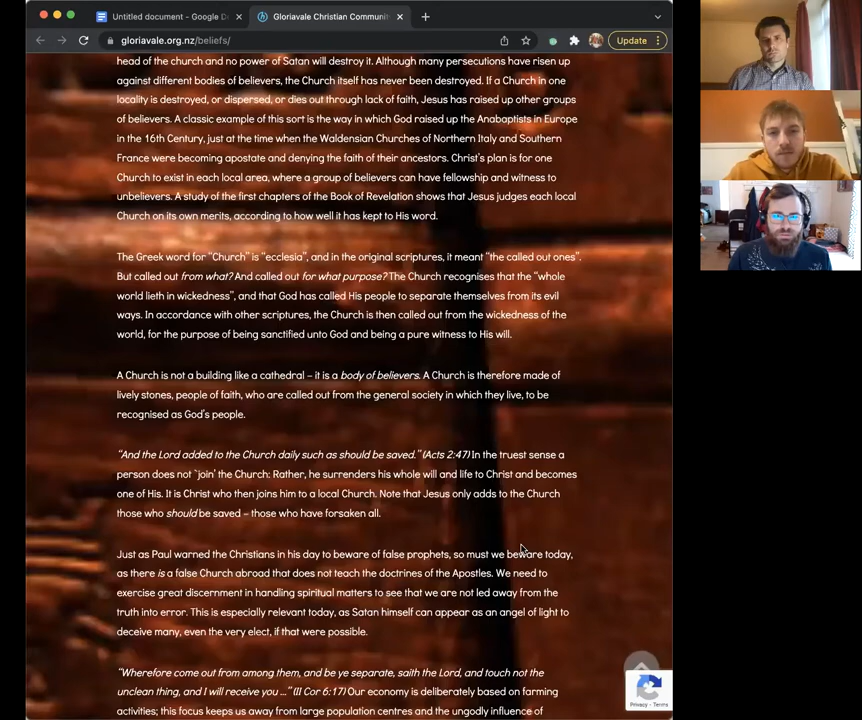 Untitled document - Google D
Gloriavale Christian Communi
gloriavale.org.nz/beliefs/
Update
head of the church and no power of Satan will destroy it. Although many persecutions have risen up
against different bodies of believers, the Church itself has never been destroyed. If a Church in one
locality is destroyed, or dispersed, or dies out through lack of faith, Jesus has raised up other groups
of believers. A classic example of this sort is the way in which God raised up the Anabaptists in Europe
in the 16th Century, just at the time when the Waldensian Churches of Northern Italy and Southern
France were becoming apostate and denying the faith of their ancestors. Christ's plan is for one
Church to exist in each local area, where a group of believers can have fellowship and witness to
unbelievers. A study of the first chapters of the Book of Revelation shows that Jesus judges each local
Church on its own merits, according to how well it has kept to His word.
The Greek word for "Church" is "ecclesia", and in the original scriptures, it meant "the called out ones".
But called out from what? And called out for what purpose? The Church recognises that the "whole
world lieth in wickedness", and that God has called His people to separate themselves from its evil
ways. In accordance with other scriptures, the Church is then called out from the wickedness of the
world, for the purpose of being sanctified unto God and being a pure witness to His will.
A Church is not a building like a cathedral – it is a body of believers. A Church is therefore made of
lively stones, people of faith, who are called out from the general society in which they live, to be
recognised as God's people.
"And the Lord added to the Church daily such as should be saved." (Acts 2:47) In the truest sense a
person does not `join' the Church: Rather, he surrenders his whole will and life to Christ and becomes
one of His. It is Christ who then joins him to a local Church. Note that Jesus only adds to the Church
those who should be saved – those who have forsaken all.
Just as Paul warned the Christians in his day to beware of false prophets, so must we beware today,
as there is a false Church abroad that does not teach the doctrines of the Apostles. We need to
exercise great discernment in handling spiritual matters to see that we are not led away from the
truth into error. This is especially relevant today, as Satan himself can appear as an angel of light to
deceive many, even the very elect, if that were possible.
"Wherefore come out from among them, and be ye separate, saith the Lord, and touch not the
unclean thing, and I will receive you ..." (II Cor 6:17) Our economy is deliberately based on farming
activities; this focus keeps us away from large population centres and the ungodly influence of
Privacy - Terms